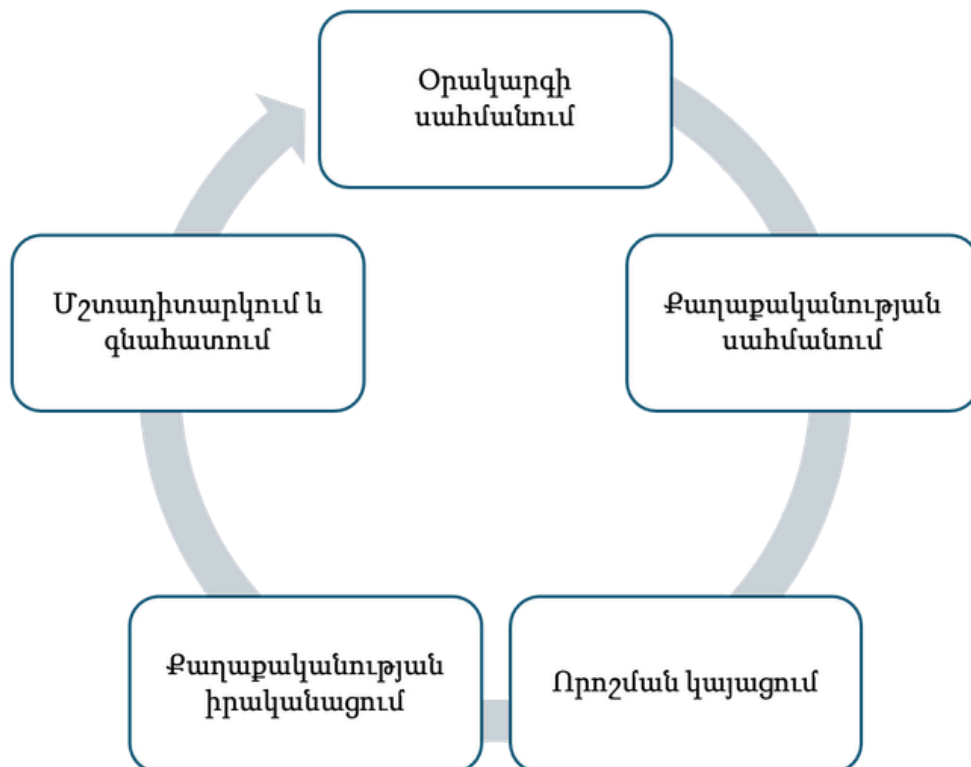 Օրակարգի
սահմանում
Քաղաքականության
սահմանում
Որոշման կայացում
Քաղաքականության
իրականացում
Մշտադիտարկում և
գնահատում